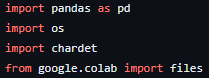 import pandas as pd
import os
import chardet
from google.colab import files